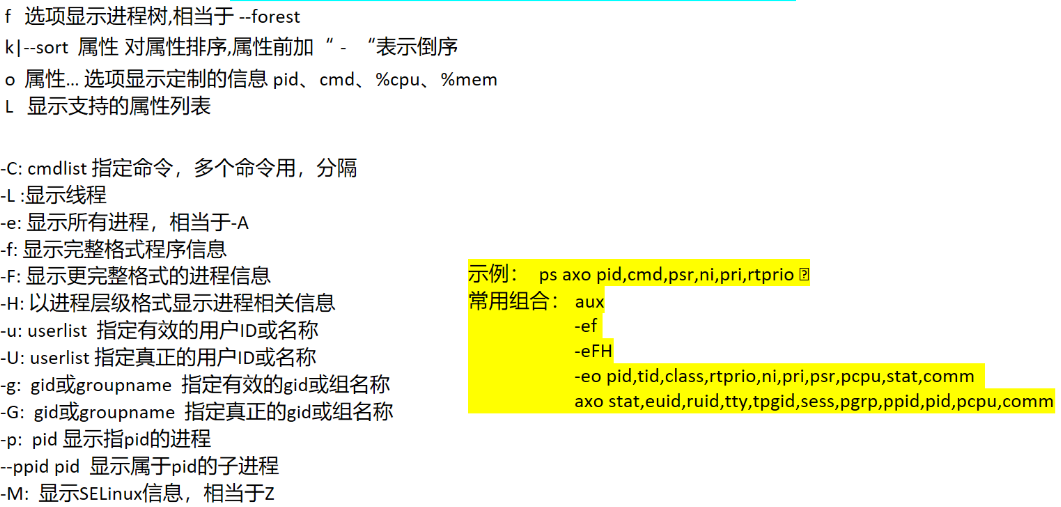 f 选项显示进程树,相当于 --forest
k|--sort 属性 对属性排序,属性前加“ - “表示倒序
o 属性… 选项显示定制的信息 pid、cmd、%cpu、%mem
L 显示支持的属性列表
-C: cmdlist 指定命令，多个命令用，分隔
-L :显示线程
-e: 显示所有进程，相当于-A
-f: 显示完整格式程序信息
-F: 显示更完整格式的进程信息
-H: 以进程层级格式显示进程相关信息
-u: userlist 指定有效的用户ID或名称
-U: userlist 指定真正的用户ID或名称
-g: gid或groupname 指定有效的gid或组名称
-G: gid或groupname 指定真正的gid或组名称
-p: pid 显示指pid的进程
--ppid pid 显示属于pid的子进程
-M: 显示SELinux信息，相当于Z
示例： ps axo pid,cmd,psr,ni,pri,rtprio
常用组合： aux
-ef
-eFH
-eo pid,tid,class,rtprio,ni,pri,psr,pcpu,stat,comm
axo stat,euid,ruid,tty,tpgid,sess,pgrp,ppid,pid,pcpu,comm